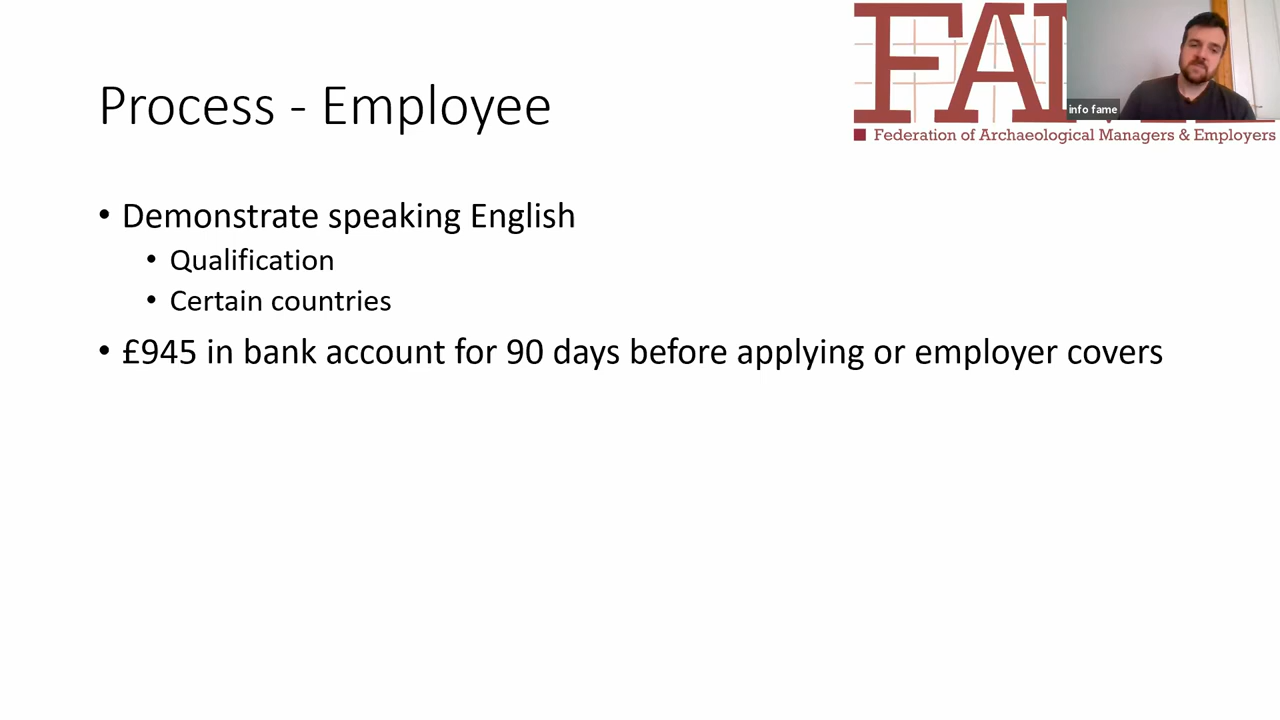 FA
info fame
Federation of Archaeological Managers & Employers
Process - Employee
• Demonstrate speaking English
• Qualification
• Certain countries
• £945 in bank account for 90 days before applying or employer covers